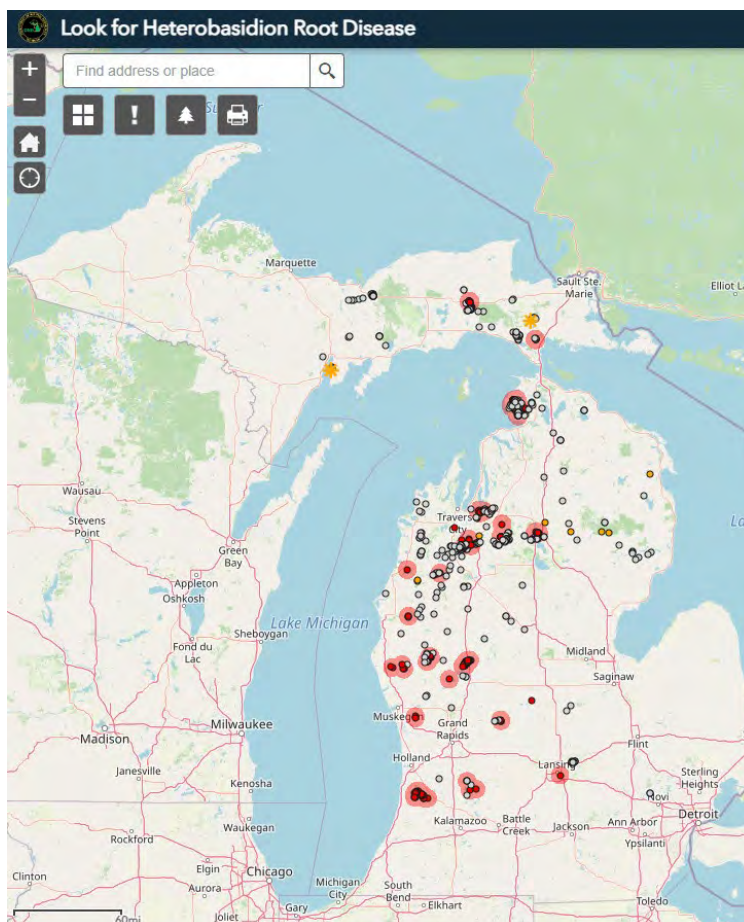 Look for Heterobasidion Root Disease
+
Find address or place
−
!
Marquette
Sault Ste.
Marie
Elliot La
Wausau
Stevens
Point
Traverse
City
Green
Bay
Appleton
Oshkosh
Lake Michigan
Sheboygan
Fond du
Lac
Midland
Saginaw
Muskegon
Grand
Rapids
Milwaukee
Madison
Flint
Holland
Lansing
Janesville
Sterling
Heights
Kenosha
Novi
Detroit
Waukegan
Kalamazoo
Battle
Creek
Jackson
Ann Arbor
Ypsilanti
Rockford
Elgin
Chicago
Clinton
Aurora
Michigan
City
South
Bend
Elkhart
Toledo
Joliet
Gary
60mi